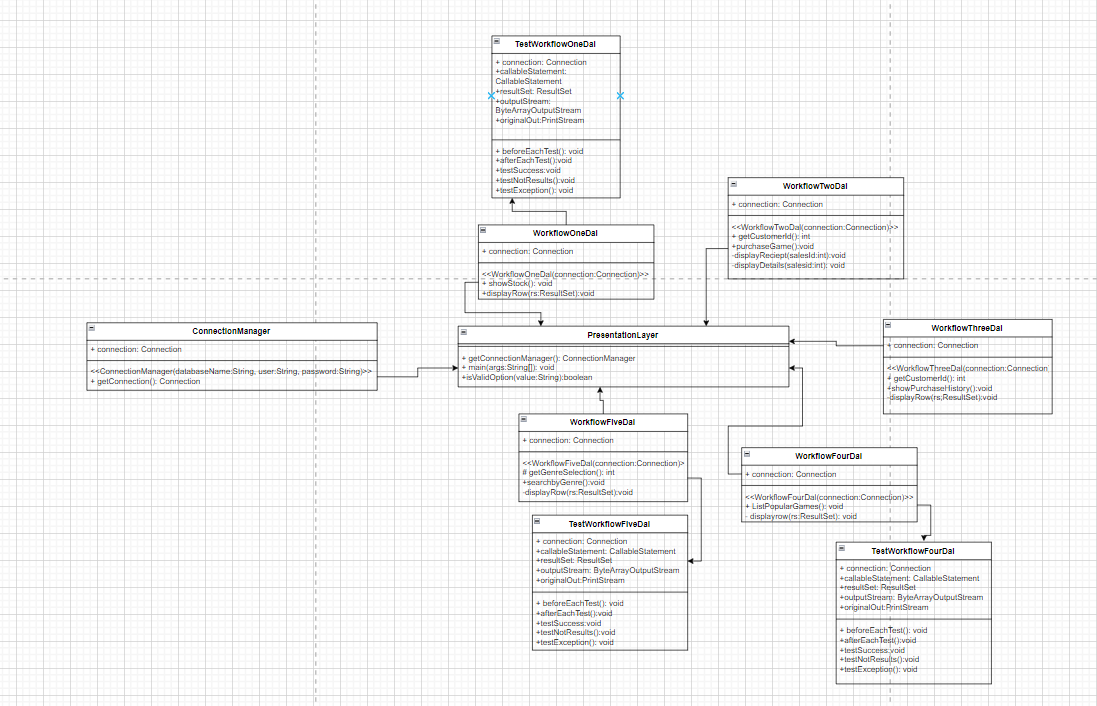 TestWorkflowOneDal
+ connection: Connection
+callableStatement:
CallableStatement
+resultSet: ResultSet
+outputStream:
ByteArrayOutputStream
+originalOut:PrintStream
+ beforeEachTest(): void
+afterEachTest():void
+testSuccess:void
+testNotResults():void
+testException(): void
WorkflowTwoDal
+ connection: Connection
<<WorkflowTwoDal(connection:Connection)>>
+ getCustomerId(): int
+purchaseGame():void
-displayReciept(salesId:int):void
-displayDetails(salesid:int): void
WorkflowOneDal
+ connection: Connection
<<WorkflowOneDal(connection:Connection)>>
+ showStock(): void
+displayRow(rs:ResultSet):void
ConnectionManager
+ connection: Connection
<<ConnectionManager(databaseName:String, user:String, password:String)>>
+ getConnection(): Connection
PresentationLayer
+ getConnectionManager(): ConnectionManager
+ main(args:String[]): void
+isValidOption(value:String):boolean
WorkflowThreeDal
+ connection: Connection
<<WorkflowThreeDal(connection:Connection
+ getCustomerId(): int
+showPurchaseHistory():void
-displayRow(rs;ResultSet):void
WorkflowFiveDal
+ connection: Connection
<<WorkflowFiveDal(connection:Connection)>
# getGenreSelection(): int
+searchbyGenre():void
-displayRow(rs:ResultSet):void
WorkflowFourDal
+ connection: Connection
<<WorkflowFourDal(connection:Connection)>>
+ ListPopularGames(): void
- displayrow(rs;ResultSet): void
TestWorkflowFiveDal
+ connection: Connection
+callableStatement: CallableStatement
+resultSet: ResultSet
+outputStream: ByteArrayOutputStream
+originalOut:PrintStream
+ beforeEachTest(): void
+afterEachTest():void
+testSuccess:void
+testNotResults():void
+testException(): void
TestWorkflowFourDal
+ connection: Connection
+callableStatement: CallableStatement
+resultSet: ResultSet
+outputStream: ByteArrayOutputStream
+originalOut:PrintStream
+ beforeEachTest(): void
+afterEachTest():void
+testSuccess:void
+testNotResults():void
+testException(): void